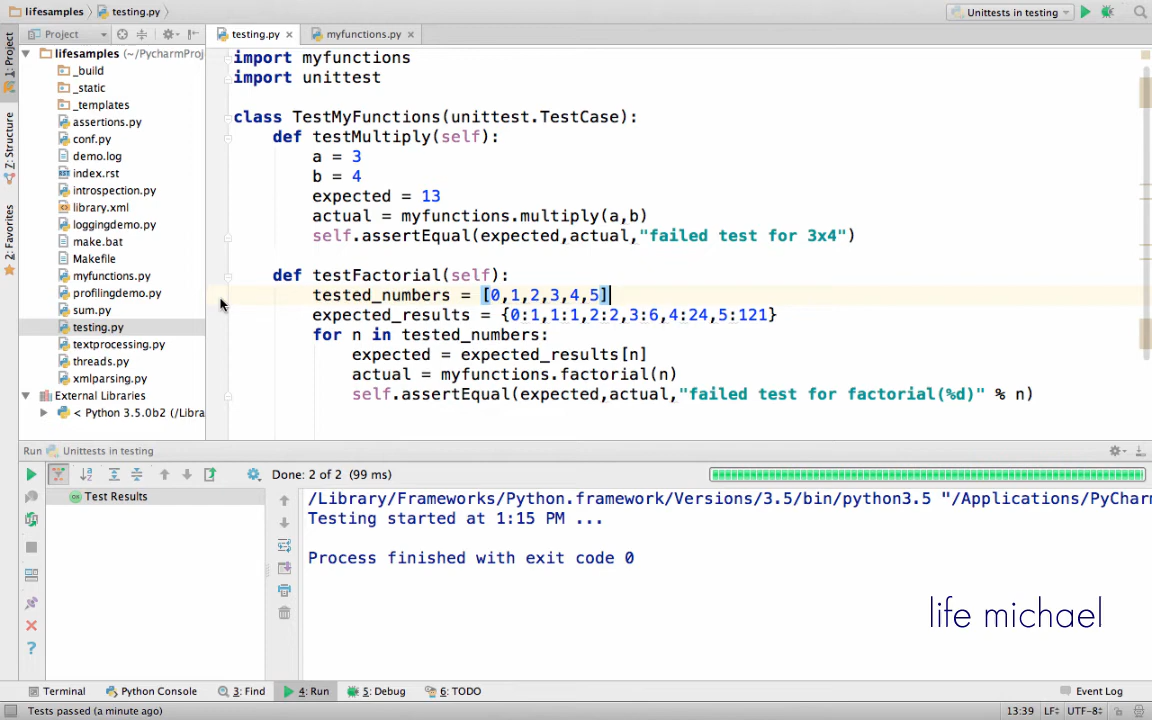 lifesamples testing.py Unittests in testing
1: Project
Z: Structure
2: Favorites
Project
testing.py
myfunctions.py
lifesamples (~/PycharmProj
_build
_static
_templates
assertions.py
conf.py
demo.log
index.rst
introspection.py
library.xml
loggingdemo.py
make.bat
Makefile
myfunctions.py
profilingdemo.py
sum.py
testing.py
textprocessing.py
threads.py
xmlparsing.py
External Libraries
< Python 3.5.0b2 (/Libra
import myfunctions
import unittest
class TestMyFunctions(unittest.TestCase):
def testMultiply(self):
a = 3
b = 4
expected = 13
actual = myfunctions.multiply(a,b)
self.assertEqual(expected,actual,"failed test for 3x4")
def testFactorial(self):
tested_numbers = [0,1,2,3,4,5]
expected_results = {0:1,1:1,2:2,3:6,4:24,5:121}
for n in tested_numbers:
expected = expected_results[n]
actual = myfunctions.factorial(n)
self.assertEqual(expected,actual,"failed test for factorial(%d)" % n)
Run Unittests in testing
Done: 2 of 2 (99 ms)
OK Test Results
/Library/Frameworks/Python.framework/Versions/3.5/bin/python3.5 "/Applications/PyCharm
Testing started at 1:15 PM ...
Process finished with exit code 0
life michael
Terminal Python Console 3: Find 4: Run 5: Debug 6: TODO Event Log
Tests passed (a minute ago) 13:39 LF UTF-8